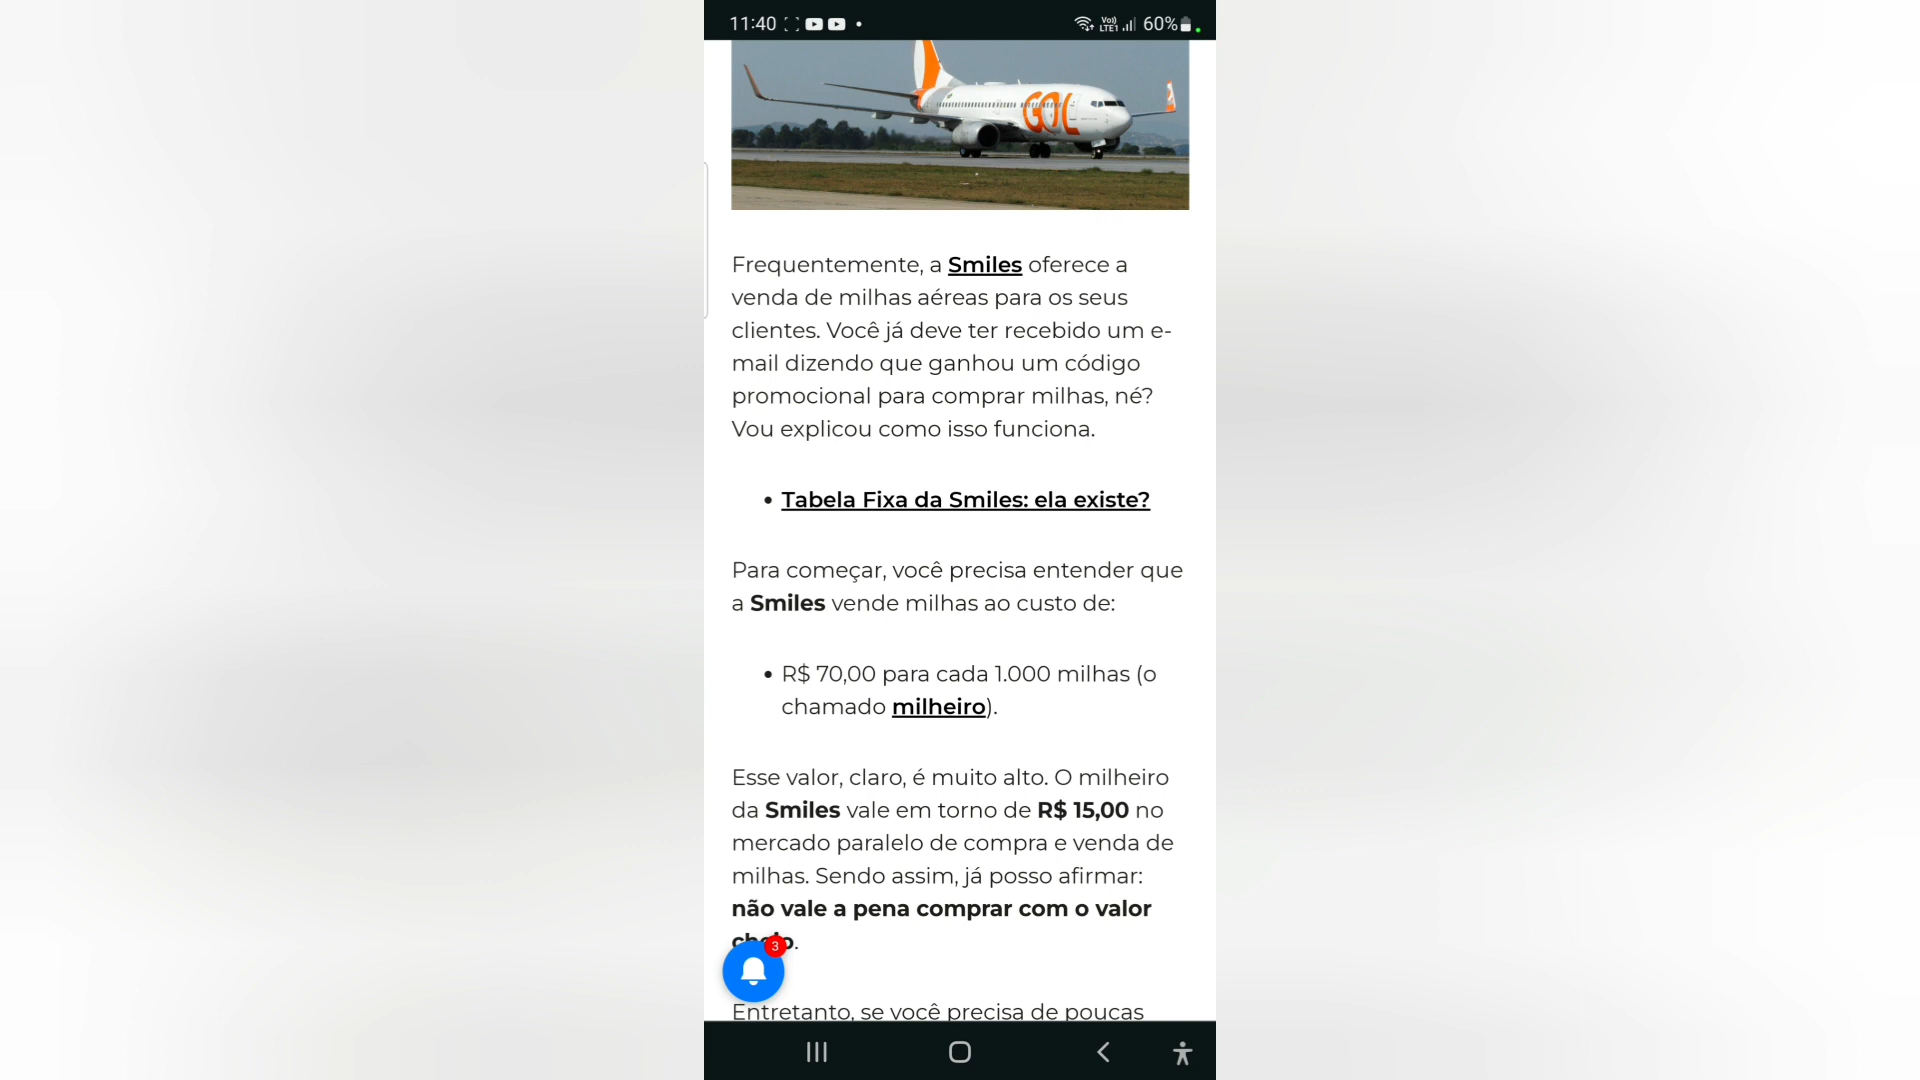 11:40
Vo))
LTE1
60%
GOL
Frequentemente, a Smiles oferece a
venda de milhas aéreas para os seus
clientes. Você já deve ter recebido um e-
mail dizendo que ganhou um código
promocional para comprar milhas, né?
Vou explicou como isso funciona.
• Tabela Fixa da Smiles: ela existe?
Para começar, você precisa entender que
a Smiles vende milhas ao custo de:
• R$ 70,00 para cada 1.000 milhas (o
chamado milheiro).
Esse valor, claro, é muito alto. O milheiro
da Smiles vale em torno de R$ 15,00 no
mercado paralelo de compra e venda de
milhas. Sendo assim, já posso afirmar:
não vale a pena comprar com o valor
cheio.
3
Entretanto, se você precisa de poucas